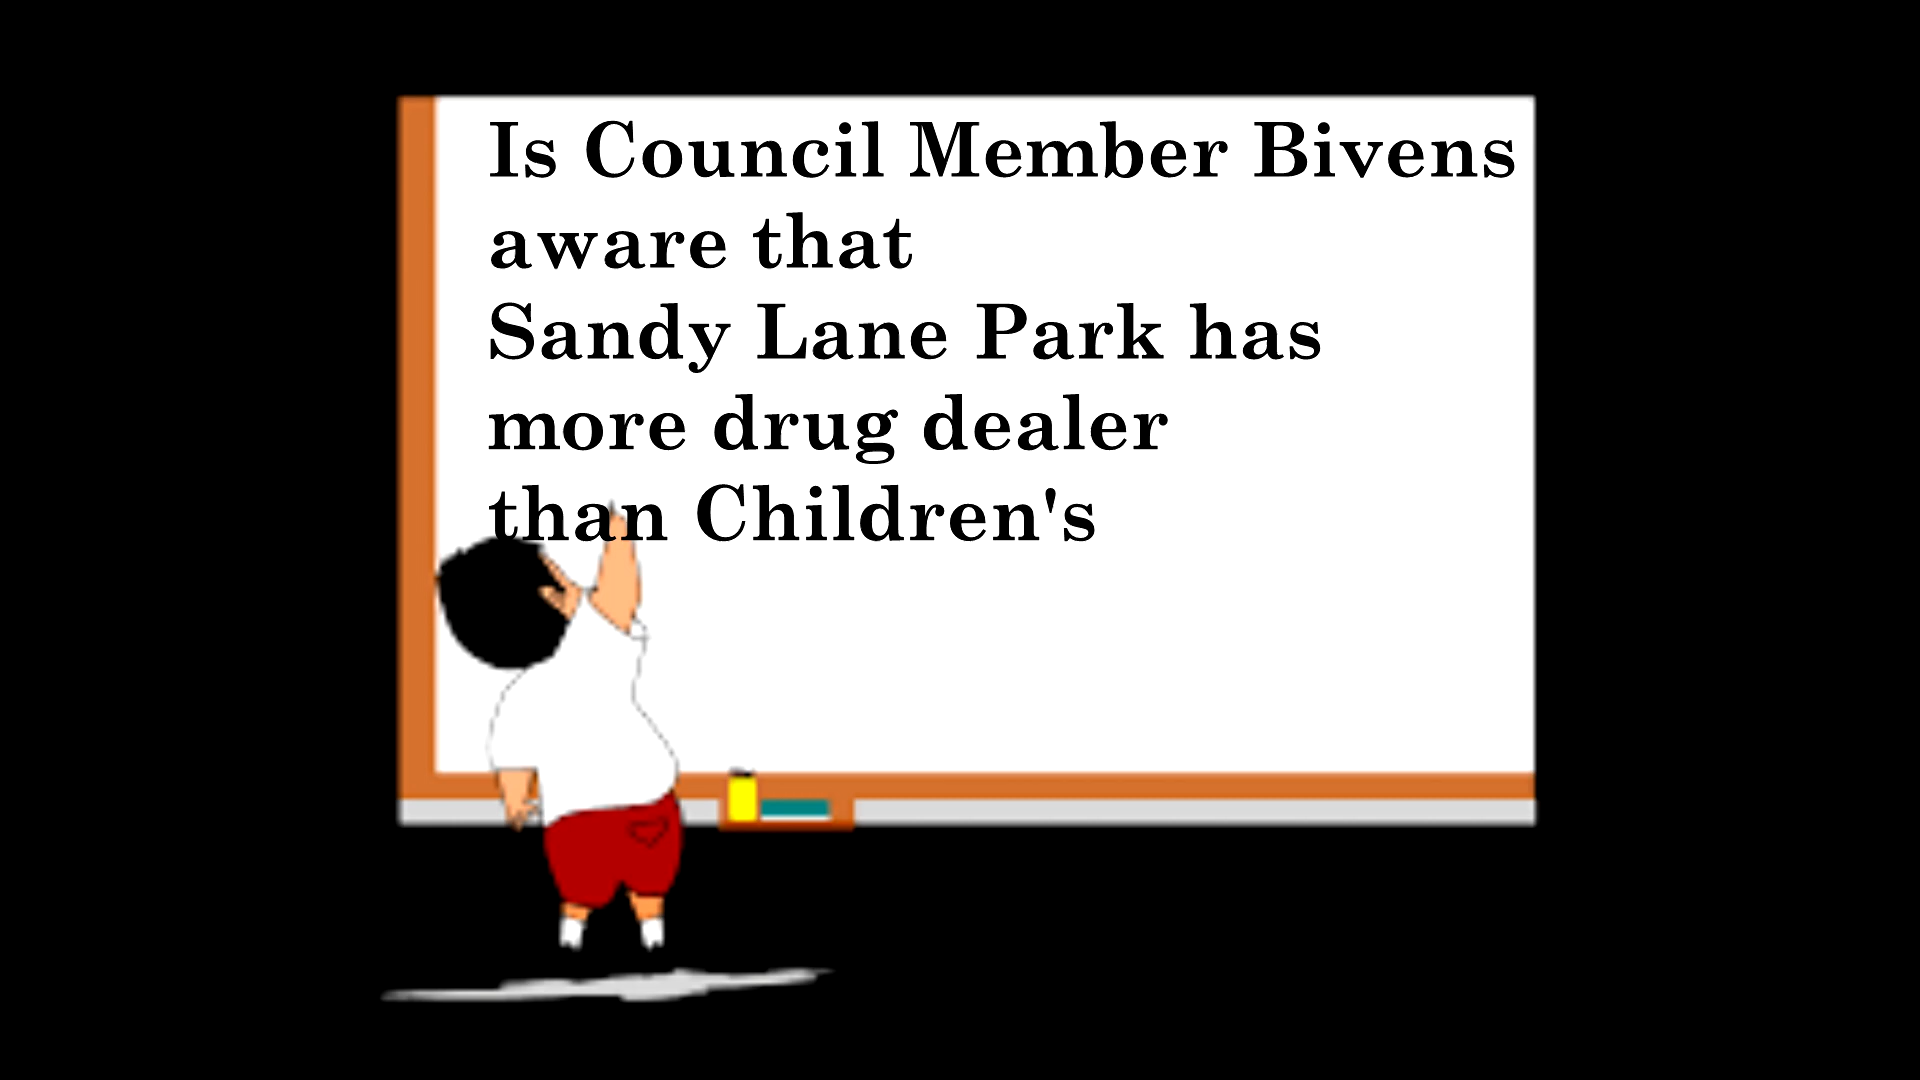 Is Council Member Bivens
aware that
Sandy Lane Park has
more drug dealer
than Children's